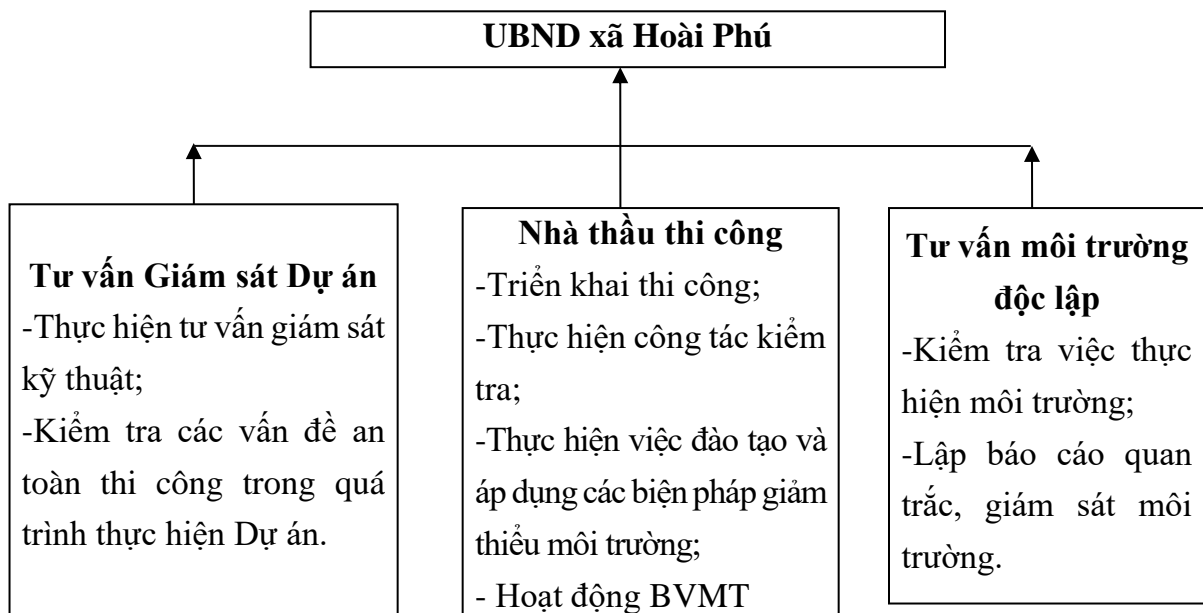 UBND xã Hoài Phú
Tư vấn Giám sát Dự án
-Thực hiện tư vấn giám sát
kỹ thuật;
-Kiểm tra các vấn đề an
toàn thi công trong quá
trình thực hiện Dự án.
Nhà thầu thi công
-Triển khai thi công;
-Thực hiện công tác kiểm
tra;
-Thực hiện việc đào tạo và
áp dụng các biện pháp giảm
thiểu môi trường;
- Hoạt động BVMT
Tư vấn môi trường
độc lập
-Kiểm tra việc thực
hiện môi trường;
-Lập báo cáo quan
trắc, giám sát môi
trường.